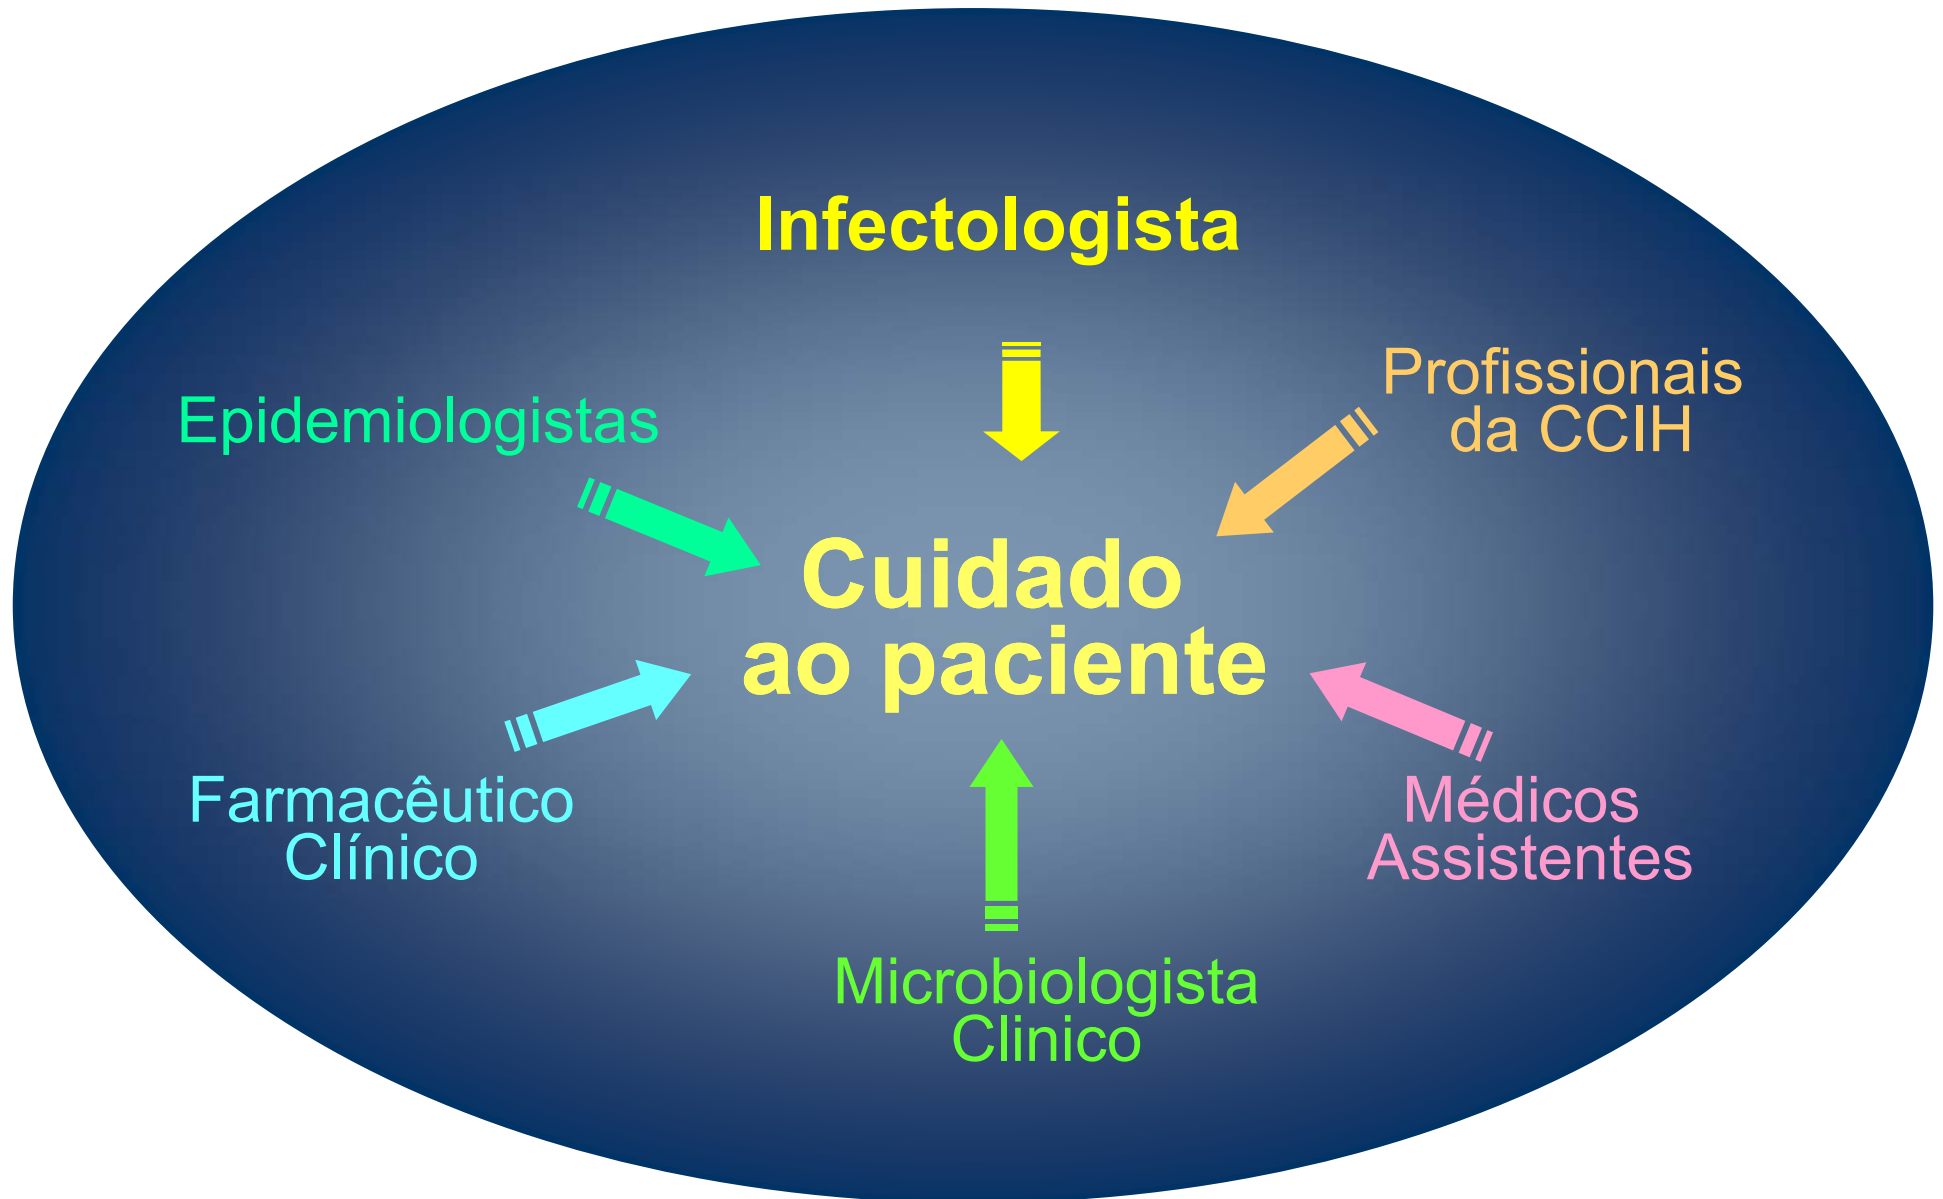 Infectologista
Profissionais
da CCIH
Epidemiologistas
Cuidado
ao paciente
Farmacêutico
Clínico
Médicos
Assistentes
Microbiologista
Clinico